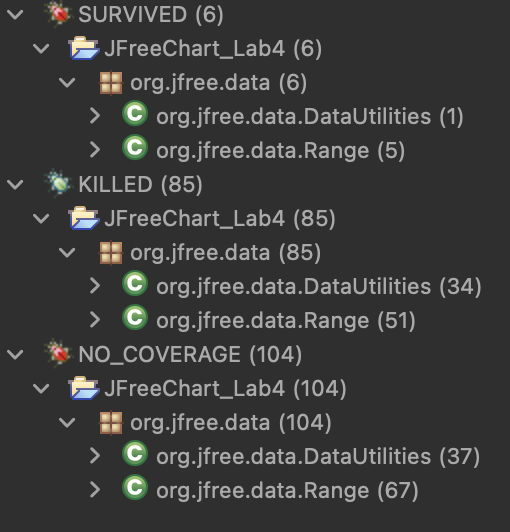 SURVIVED (6)
JFreeChart_Lab4 (6)
org.jfree.data (6)
C org.jfree.data.DataUtilities (1)
C org.jfree.data.Range (5)
KILLED (85)
JFreeChart_Lab4 (85)
org.jfree.data (85)
C org.jfree.data.DataUtilities (34)
C org.jfree.data.Range (51)
NO_COVERAGE (104)
JFreeChart_Lab4 (104)
org.jfree.data (104)
C org.jfree.data.DataUtilities (37)
C org.jfree.data.Range (67)